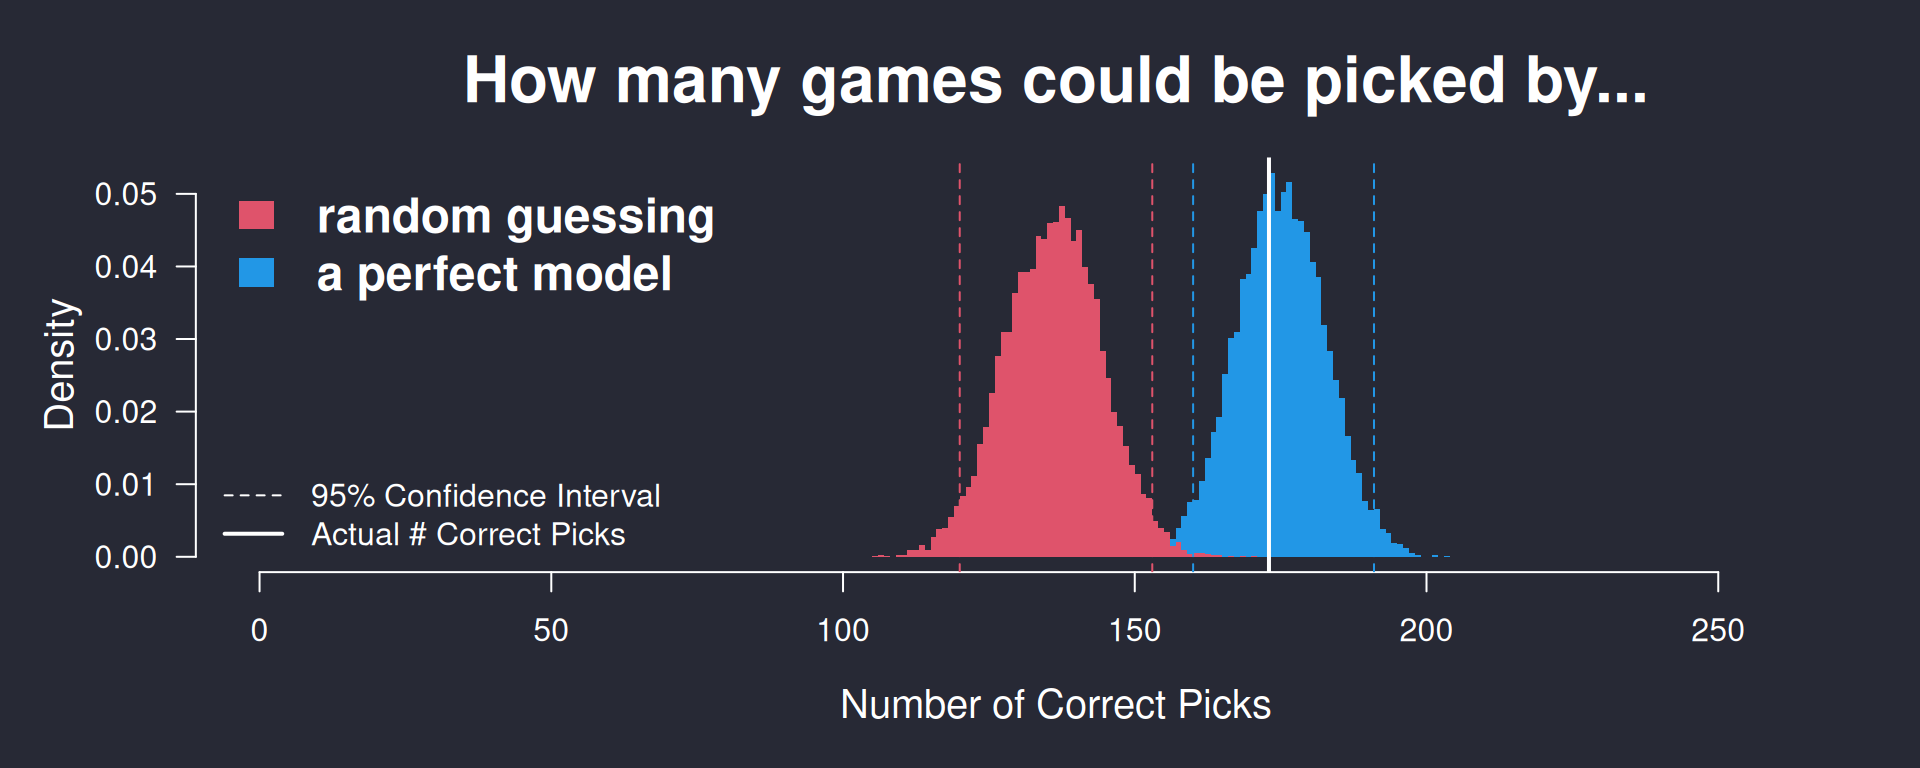 How many games could be picked by...
random guessing
a perfect model
95% Confidence Interval
Actual # Correct Picks
Density
0.05
0.04
0.03
0.02
0.01
0.00
0 50 100 150 200 250
Number of Correct Picks